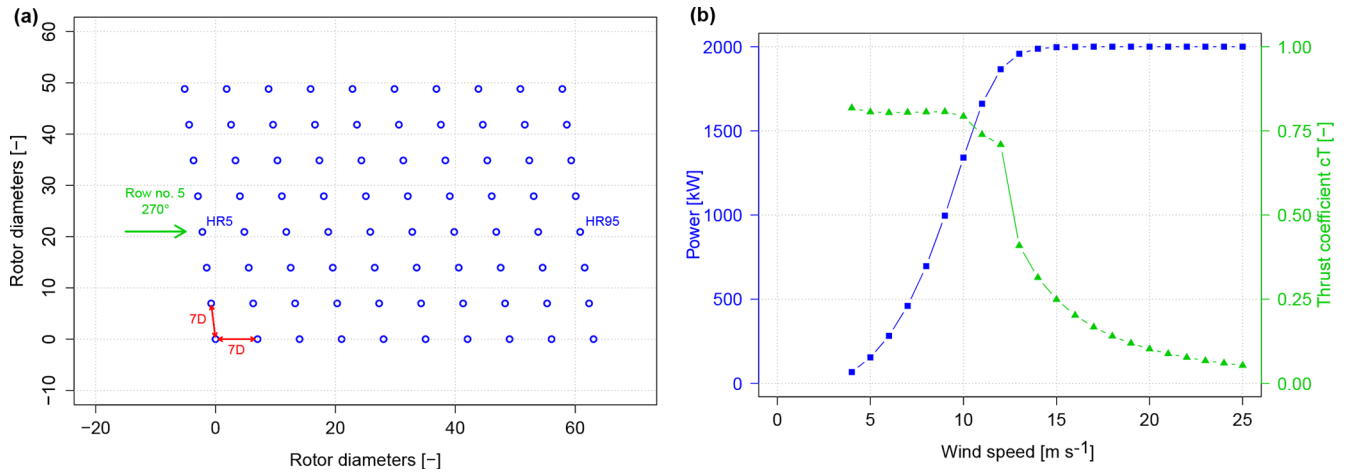 (a)
Rotor diameters [−]
60
50
40
30
20
10
0
−10
Row no. 5
270°
HR5
HR95
7D
7D
−20
0
20
40
60
Rotor diameters [−]
(b)
Power [kW]
2000
1500
1000
500
0
1.00
0.75
0.50
0.25
0.00
Thrust coefficient cT [−]
0
5
10
15
20
25
Wind speed [m s⁻¹]